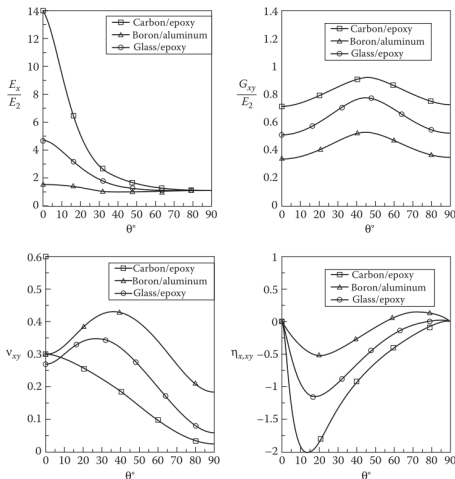 14
12
10
8
6
4
2
0
E_x
E_2
Carbon/epoxy
Boron/aluminum
Glass/epoxy
0 10 20 30 40 50 60 70 80 90
θ°
1.4
1.2
1
0.8
0.6
0.4
0.2
0
G_xy
E_2
Carbon/epoxy
Boron/aluminum
Glass/epoxy
0 10 20 30 40 50 60 70 80 90
θ°
0.6
0.5
0.4
0.3
0.2
0.1
0
ν_xy
Carbon/epoxy
Boron/aluminum
Glass/epoxy
0 10 20 30 40 50 60 70 80 90
θ°
1
0.5
0
−0.5
−1
−1.5
−2
η_x,xy
Carbon/epoxy
Boron/aluminum
Glass/epoxy
0 10 20 30 40 50 60 70 80 90
θ°